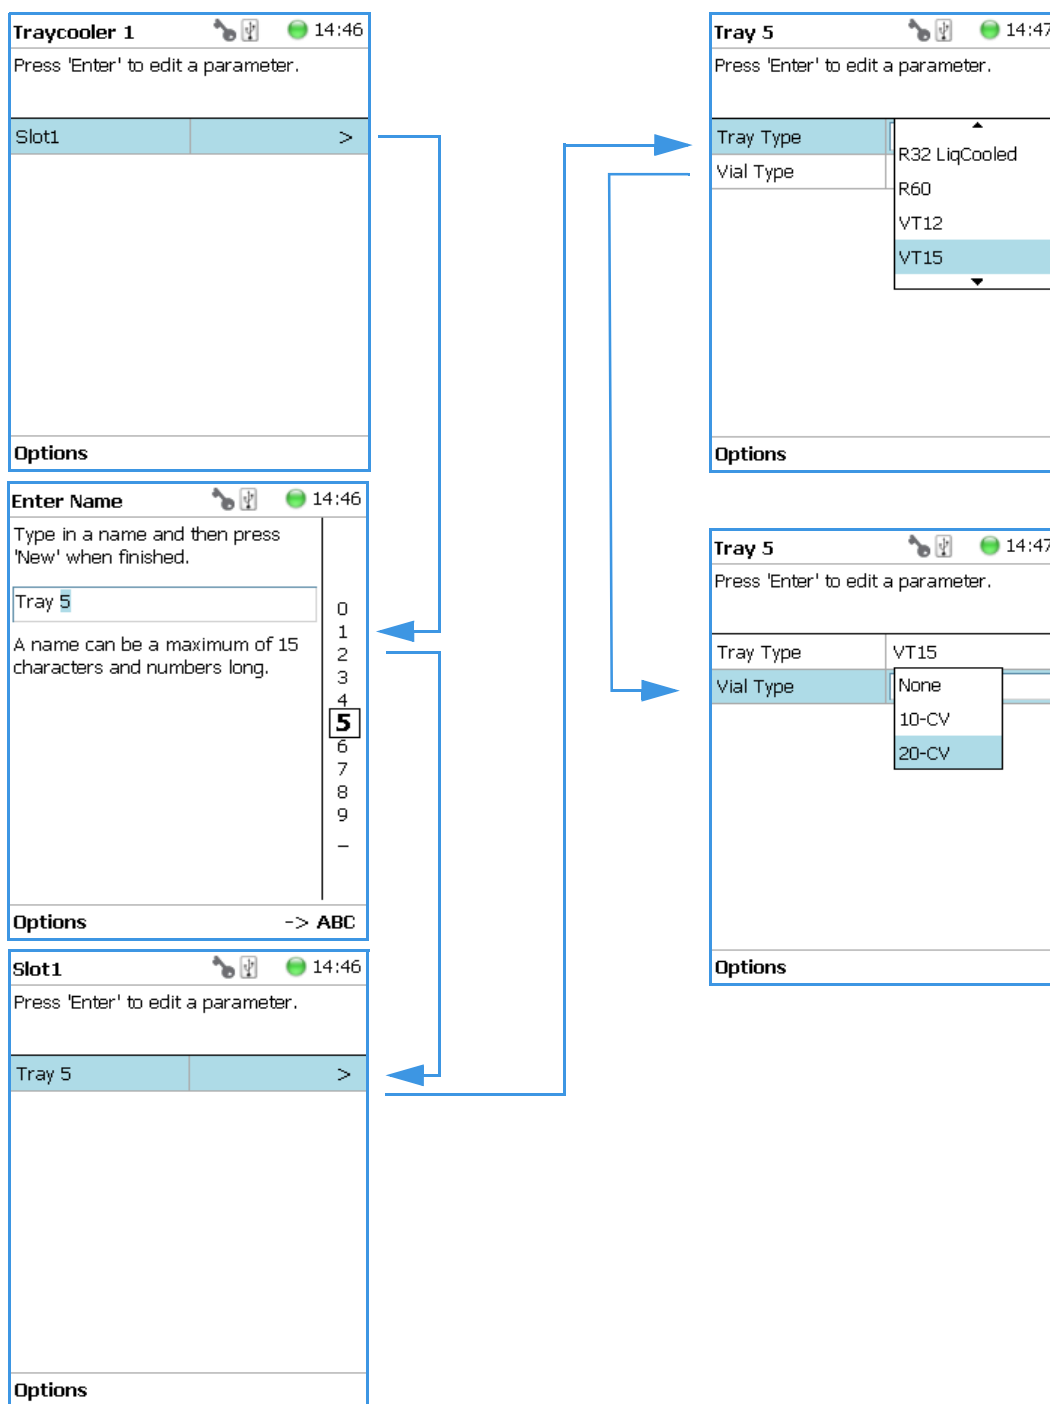 Traycooler 1
14:46
Press 'Enter' to edit a parameter.
Slot1 >
Options
Enter Name
14:46
Type in a name and then press
'New' when finished.
Tray 5
A name can be a maximum of 15
characters and numbers long.
0
1
2
3
4
5
6
7
8
9
_
Options -> ABC
Slot1
14:46
Press 'Enter' to edit a parameter.
Tray 5 >
Options
Tray 5
14:47
Press 'Enter' to edit a parameter.
Tray Type
Vial Type
R32 LiqCooled
R60
VT12
VT15
Options
Tray 5
14:47
Press 'Enter' to edit a parameter.
Tray Type VT15
Vial Type
None
10-CV
20-CV
Options